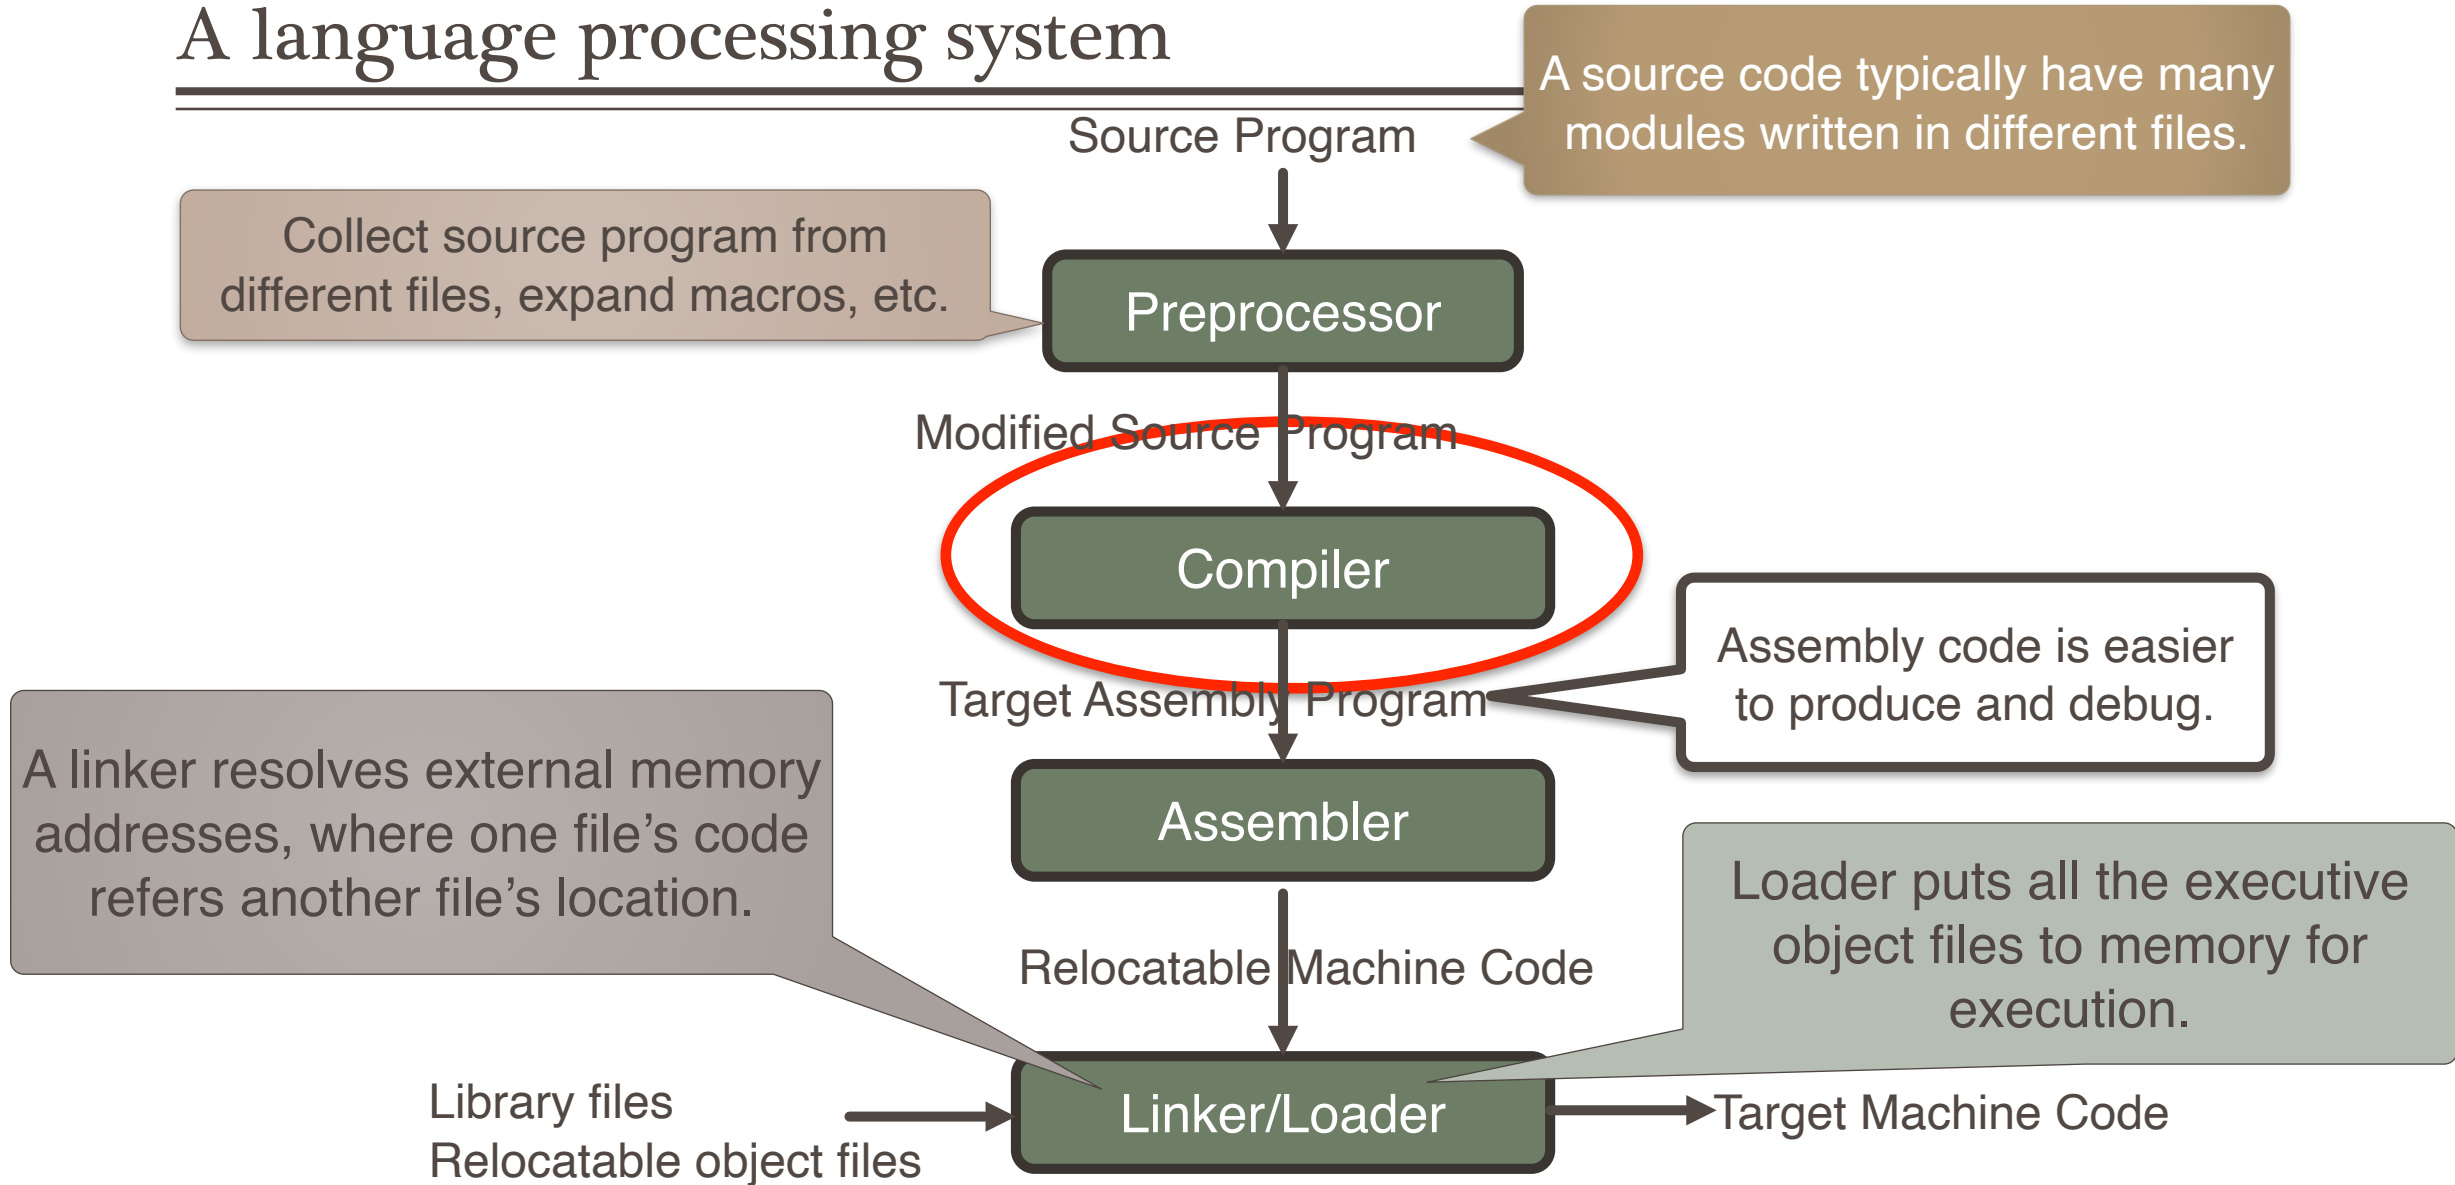 A language processing system
A source code typically have many
modules written in different files.
Source Program
Collect source program from
different files, expand macros, etc.
Preprocessor
Modified Source Program
Compiler
Assembly code is easier
to produce and debug.
Target Assembly Program
A linker resolves external memory
addresses, where one file’s code
refers another file’s location.
Assembler
Loader puts all the executive
object files to memory for
execution.
Relocatable Machine Code
Library files
Relocatable object files
Linker/Loader
Target Machine Code